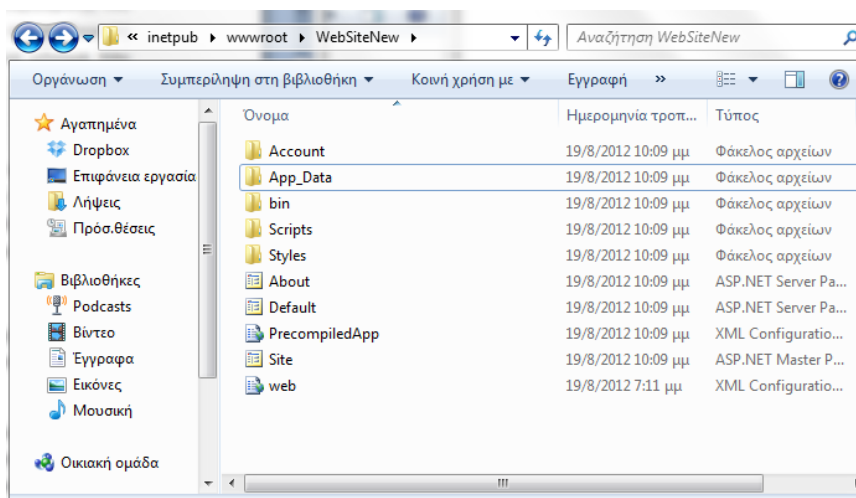 « inetpub ▸ wwwroot ▸ WebSiteNew ▸ Αναζήτηση WebSiteNew
Οργάνωση ▾ Συμπερίληψη στη βιβλιοθήκη ▾ Κοινή χρήση με ▾ Εγγραφή »
Αγαπημένα
Dropbox
Επιφάνεια εργασία
Λήψεις
Πρόσ.θέσεις
Βιβλιοθήκες
Podcasts
Βίντεο
Έγγραφα
Εικόνες
Μουσική
Οικιακή ομάδα
Όνομα Ημερομηνία τροπ... Τύπος
Account 19/8/2012 10:09 μμ Φάκελος αρχείων
App_Data 19/8/2012 10:09 μμ Φάκελος αρχείων
bin 19/8/2012 10:09 μμ Φάκελος αρχείων
Scripts 19/8/2012 10:09 μμ Φάκελος αρχείων
Styles 19/8/2012 10:09 μμ Φάκελος αρχείων
About 19/8/2012 10:09 μμ ASP.NET Server Pa...
Default 19/8/2012 10:09 μμ ASP.NET Server Pa...
PrecompiledApp 19/8/2012 10:09 μμ XML Configuratio...
Site 19/8/2012 10:09 μμ ASP.NET Master P...
web 19/8/2012 7:11 μμ XML Configuratio...